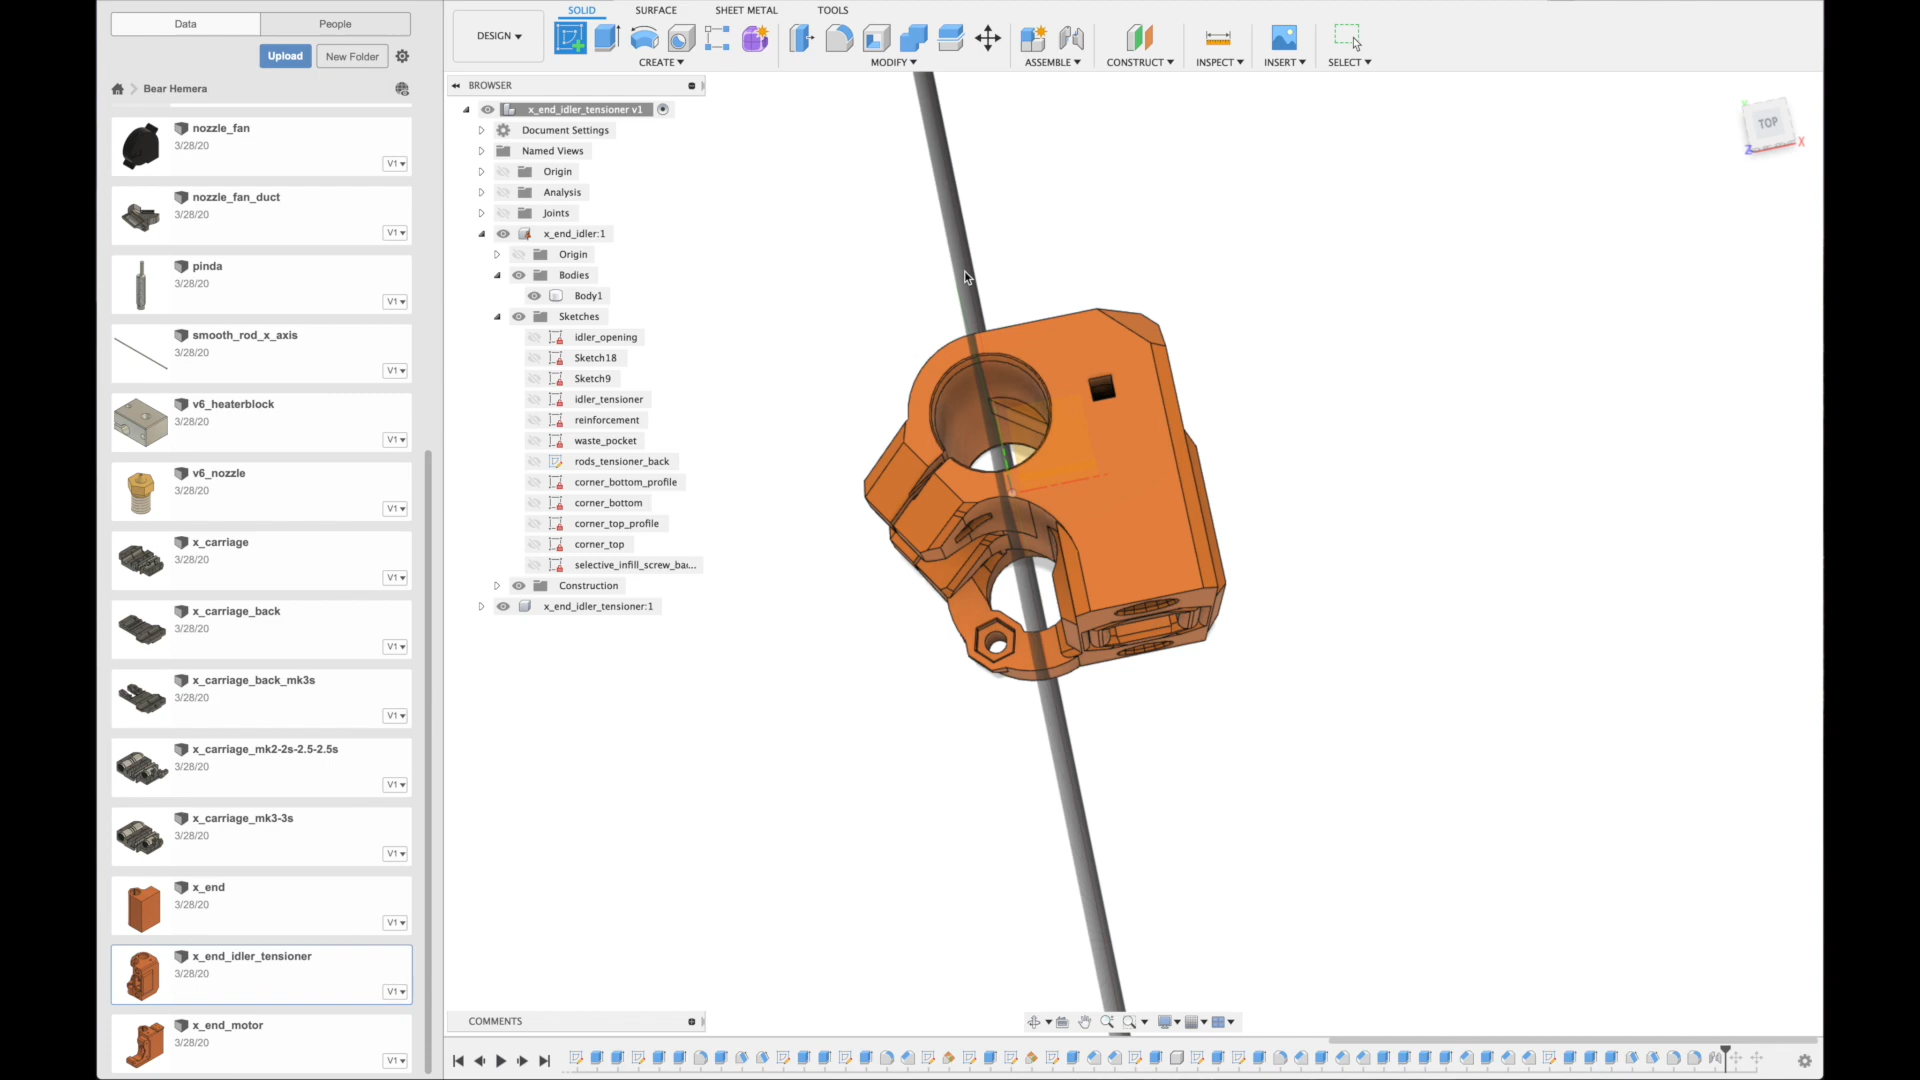 Data
People
Upload
New Folder
Bear Hemera
nozzle_fan
3/28/20
V1
nozzle_fan_duct
3/28/20
V1
pinda
3/28/20
V1
smooth_rod_x_axis
3/28/20
V1
v6_heaterblock
3/28/20
V1
v6_nozzle
3/28/20
V1
x_carriage
3/28/20
V1
x_carriage_back
3/28/20
V1
x_carriage_back_mk3s
3/28/20
V1
x_carriage_mk2-2s-2.5-2.5s
3/28/20
V1
x_carriage_mk3-3s
3/28/20
V1
x_end
3/28/20
V1
x_end_idler_tensioner
3/28/20
V1
x_end_motor
3/28/20
V1
DESIGN
SOLID
SURFACE
SHEET METAL
TOOLS
CREATE
MODIFY
ASSEMBLE
CONSTRUCT
INSPECT
INSERT
SELECT
BROWSER
x_end_idler_tensioner v1
Document Settings
Named Views
Origin
Analysis
Joints
x_end_idler:1
Origin
Bodies
Body1
Sketches
idler_opening
Sketch18
Sketch9
idler_tensioner
reinforcement
waste_pocket
rods_tensioner_back
corner_bottom_profile
corner_bottom
corner_top_profile
corner_top
selective_infill_screw_ba...
Construction
x_end_idler_tensioner:1
COMMENTS
Y
TOP
X
Z